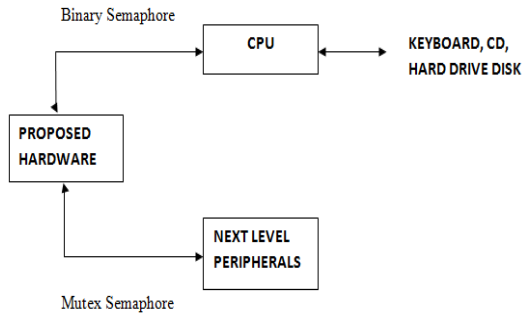 Binary Semaphore
CPU
KEYBOARD, CD,
HARD DRIVE DISK
PROPOSED
HARDWARE
NEXT LEVEL
PERIPHERALS
Mutex Semaphore